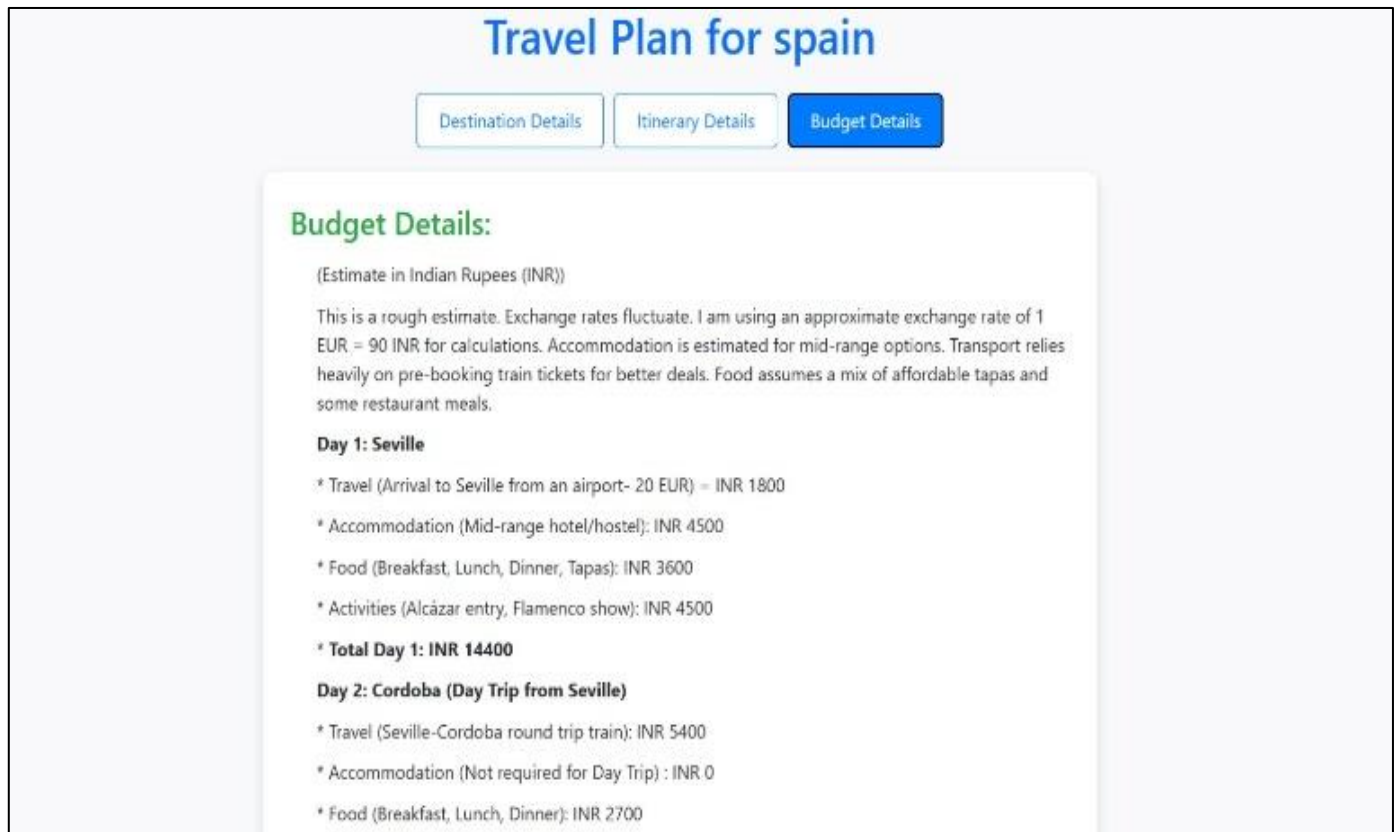 Travel Plan for spain
Destination Details
Itinerary Details
Budget Details
Budget Details:
(Estimate in Indian Rupees (INR))
This is a rough estimate. Exchange rates fluctuate. I am using an approximate exchange rate of 1
EUR = 90 INR for calculations. Accommodation is estimated for mid-range options. Transport relies
heavily on pre-booking train tickets for better deals. Food assumes a mix of affordable tapas and
some restaurant meals.
Day 1: Seville
* Travel (Arrival to Seville from an airport- 20 EUR) = INR 1800
* Accommodation (Mid-range hotel/hostel): INR 4500
* Food (Breakfast, Lunch, Dinner, Tapas): INR 3600
* Activities (Alcázar entry, Flamenco show): INR 4500
* Total Day 1: INR 14400
Day 2: Cordoba (Day Trip from Seville)
* Travel (Seville-Cordoba round trip train): INR 5400
* Accommodation (Not required for Day Trip) : INR 0
* Food (Breakfast, Lunch, Dinner): INR 2700